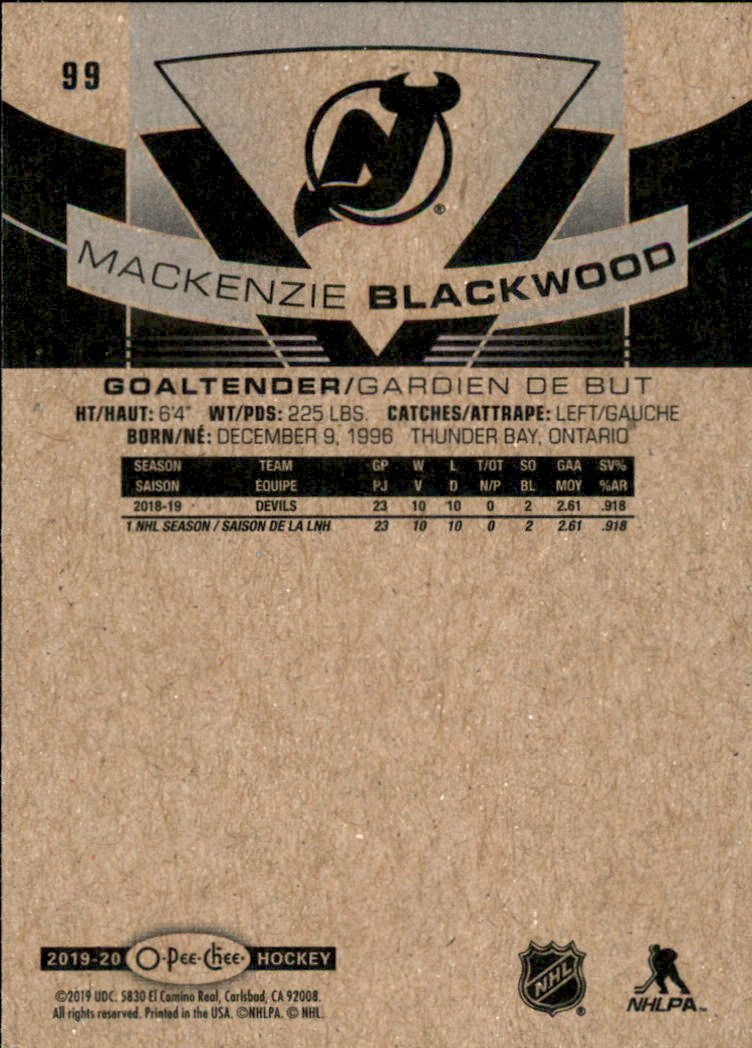 99
MACKENZIE BLACKWOOD
GOALTENDER/GARDIEN DE BUT
HT/HAUT: 6'4" WT/PDS: 225 LBS. CATCHES/ATTRAPE: LEFT/GAUCHE
BORN/NÉ: DECEMBER 9, 1996 THUNDER BAY, ONTARIO
SEASON TEAM GP W L T/OT SO GAA SV%
SAISON ÉQUIPE PJ V D N/P BL MOY %AR
2018-19 DEVILS 23 10 10 0 2 2.61 .918
1 NHL SEASON / SAISON DE LA LNH 23 10 10 0 2 2.61 .918
2019-20 O-Pee-Chee HOCKEY
©2019 UDC. 5830 El Camino Real, Carlsbad, CA 92008.
All rights reserved. Printed in the USA. ©NHLPA. © NHL.
NHL ®
NHLPA™